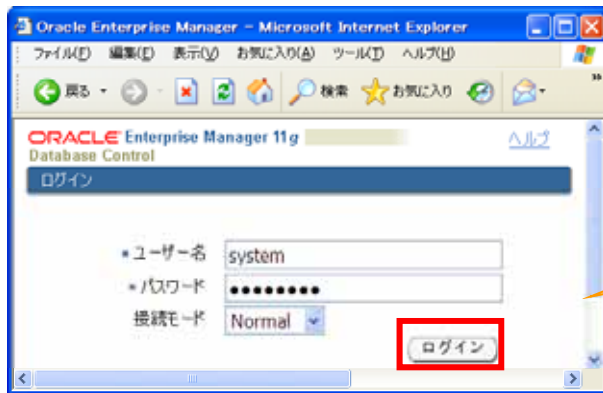 Oracle Enterprise Manager - Microsoft Internet Explorer
ファイル(F) 編集(E) 表示(V) お気に入り(A) ツール(T) ヘルプ(H)
戻る 検索 お気に入り
ORACLE Enterprise Manager 11g ヘルプ
Database Control
ログイン
ユーザー名 system
パスワード ●●●●●●●●
接続モード Normal
ログイン